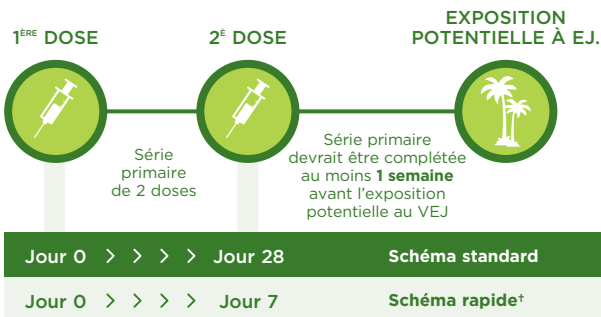 1ÈRE DOSE
2È DOSE
EXPOSITION
POTENTIELLE À EJ.
Série
primaire
de 2 doses
Série primaire
devrait être complétée
au moins 1 semaine
avant l'exposition
potentielle au VEJ
Jour 0 > > > > Jour 28 Schéma standard
Jour 0 > > > > Jour 7 Schéma rapide†